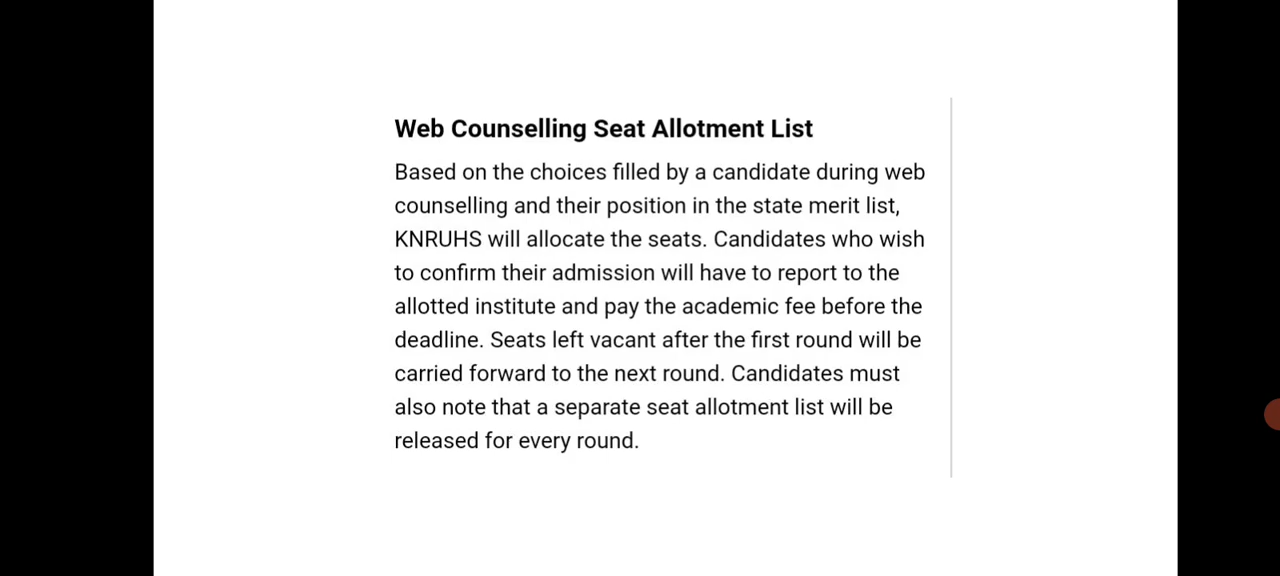 Web Counselling Seat Allotment List
Based on the choices filled by a candidate during web
counselling and their position in the state merit list,
KNRUHS will allocate the seats. Candidates who wish
to confirm their admission will have to report to the
allotted institute and pay the academic fee before the
deadline. Seats left vacant after the first round will be
carried forward to the next round. Candidates must
also note that a separate seat allotment list will be
released for every round.